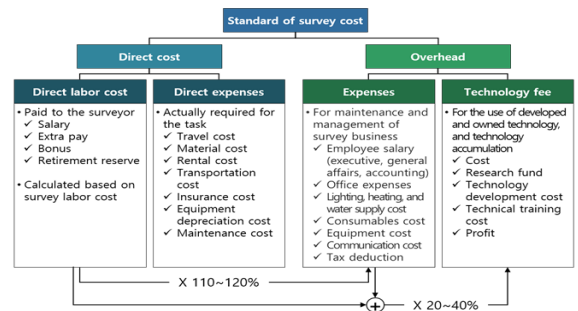 Standard of survey cost
Direct cost
Overhead
Direct labor cost
• Paid to the surveyor
✓ Salary
✓ Extra pay
✓ Bonus
✓ Retirement reserve
• Calculated based on
survey labor cost
Direct expenses
• Actually required for
the task
✓ Travel cost
✓ Material cost
✓ Rental cost
✓ Transportation
cost
✓ Insurance cost
✓ Equipment
depreciation cost
✓ Maintenance cost
Expenses
• For maintenance and
management of
survey business
✓ Employee salary
(executive, general
affairs, accounting)
✓ Office expenses
✓ Lighting, heating, and
water supply cost
✓ Consumables cost
✓ Equipment cost
✓ Communication cost
✓ Tax deduction
Technology fee
• For the use of developed
and owned technology,
and technology
accumulation
✓ Cost
✓ Research fund
✓ Technology
development cost
✓ Technical training
cost
✓ Profit
X 110~120%
+
X 20~40%